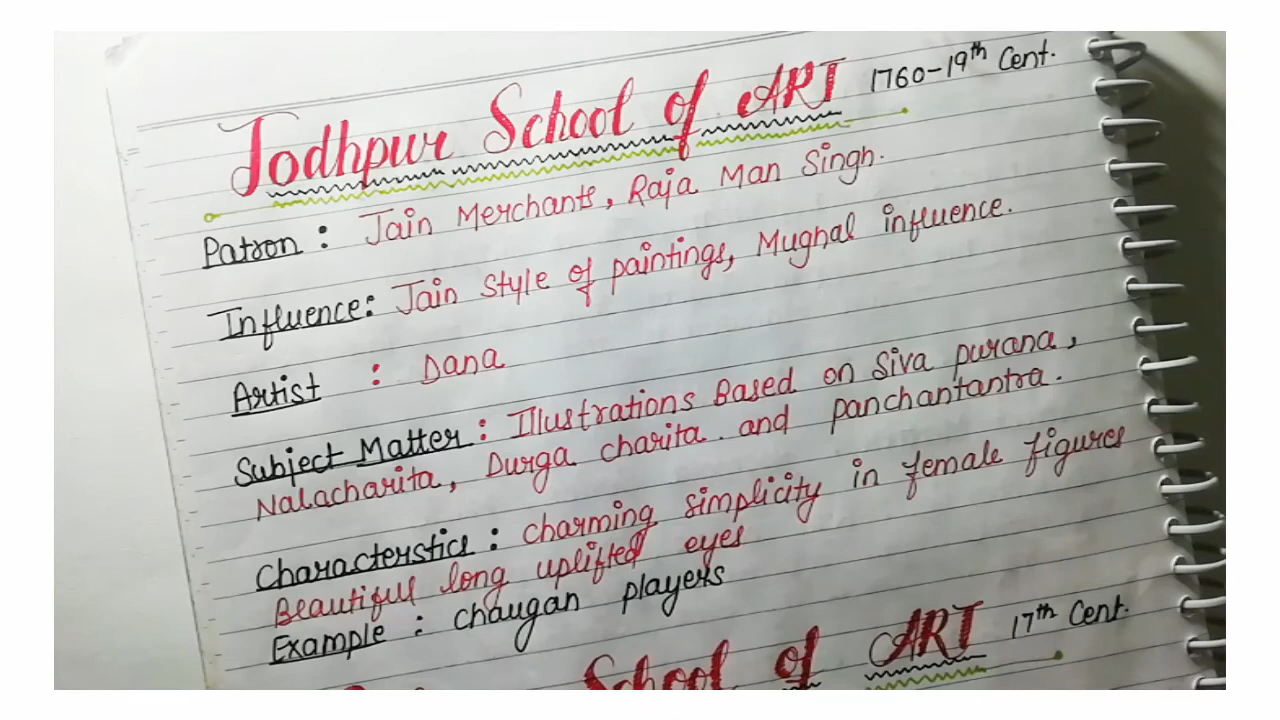 Jodhpur School of ART 1760-19th Cent.
Patron : Jain Merchants, Raja Man Singh.
Influence: Jain style of paintings, Mughal influence.
Artist : Dana
Subject Matter : Illustrations Based on Siva purana,
Nalacharita, Durga charita. and panchantantra.
Characterstics : charming simplicity in female figures
Beautiful long uplifted eyes
Example : chaugan players
School of ART 17th Cent.